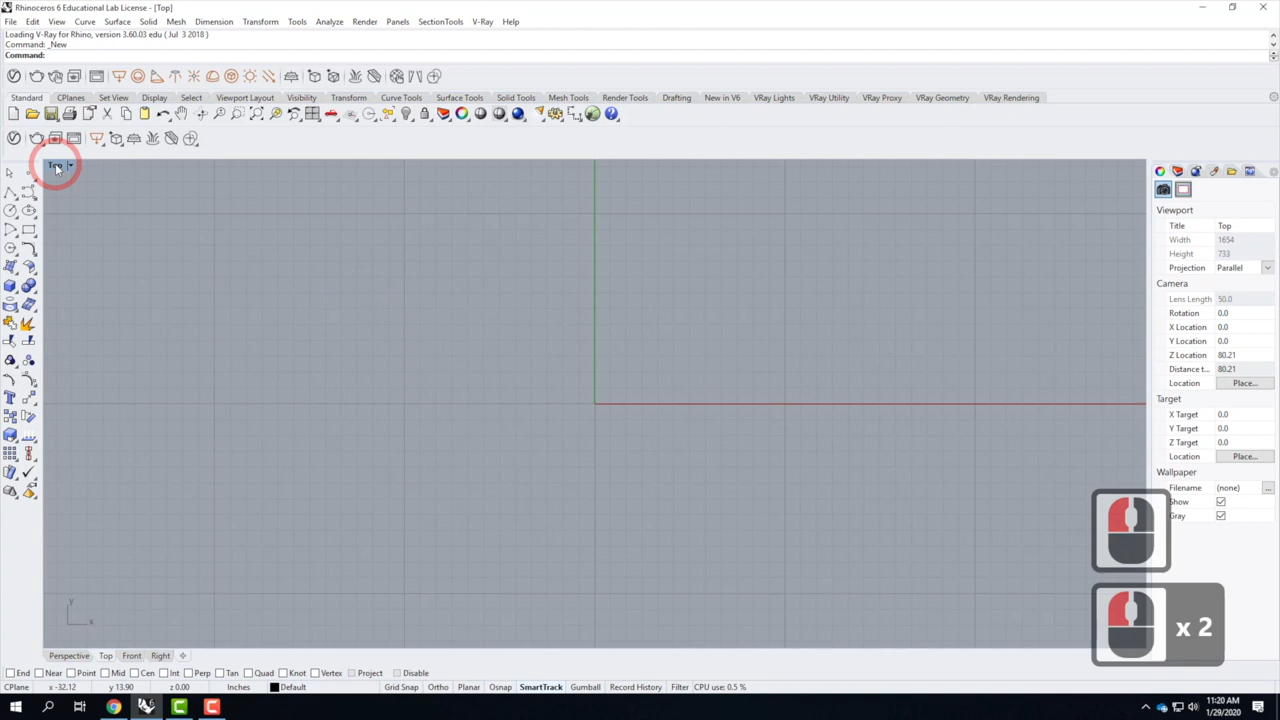 Rhinoceros 6 Educational Lab License - [Top]
File Edit View Curve Surface Solid Mesh Dimension Transform Tools Analyze Render Panels SectionTools V-Ray Help
Loading V-Ray for Rhino, version 3.60.03 edu ( Jul 3 2018 )
Command: _New
Command:
Standard CPlanes Set View Display Select Viewport Layout Visibility Transform Curve Tools Surface Tools Solid Tools Mesh Tools Render Tools Drafting New in V6 VRay Lights VRay Utility VRay Proxy VRay Geometry VRay Rendering
Top
Viewport
Title Top
Width 1654
Height 733
Projection Parallel
Camera
Lens Length 50.0
Rotation 0.0
X Location 0.0
Y Location 0.0
Z Location 80.21
Distance t... 80.21
Location Place...
Target
X Target 0.0
Y Target 0.0
Z Target 0.0
Location Place...
Wallpaper
Filename (none) ...
Show
Gray
x 2
y
x
Perspective Top Front Right
End Near Point Mid Cen Int Perp Tan Quad Knot Vertex Project Disable
CPlane x -32.12 y 13.90 z 0.00 Inches Default Grid Snap Ortho Planar Osnap SmartTrack Gumball Record History Filter CPU use: 0.5 %
11:20 AM
1/29/2020